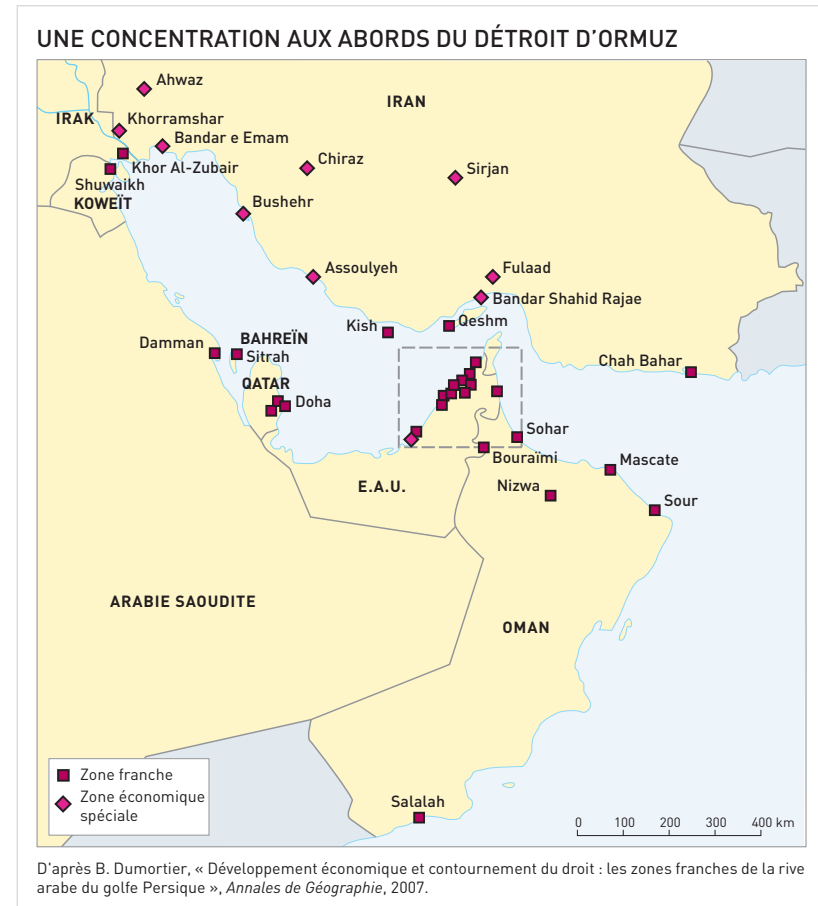 UNE CONCENTRATION AUX ABORDS DU DÉTROIT D'ORMUZ
Ahwaz
IRAN
IRAK
Khorramshar
Bandar e Emam
Khor Al-Zubair
Chiraz
Sirjan
Shuwaikh
KOWEÏT
Bushehr
Assoulyeh
Fulaad
Bandar Shahid Rajae
Kish
Qeshm
Damman
BAHREÏN
Sitrah
Chah Bahar
QATAR
Doha
Sohar
Bouraïmi
Mascate
E.A.U.
Nizwa
Sour
ARABIE SAOUDITE
OMAN
Zone franche
Zone économique
spéciale
Salalah
0 100 200 300 400 km
D'après B. Dumortier, « Développement économique et contournement du droit : les zones franches de la rive
arabe du golfe Persique », Annales de Géographie, 2007.